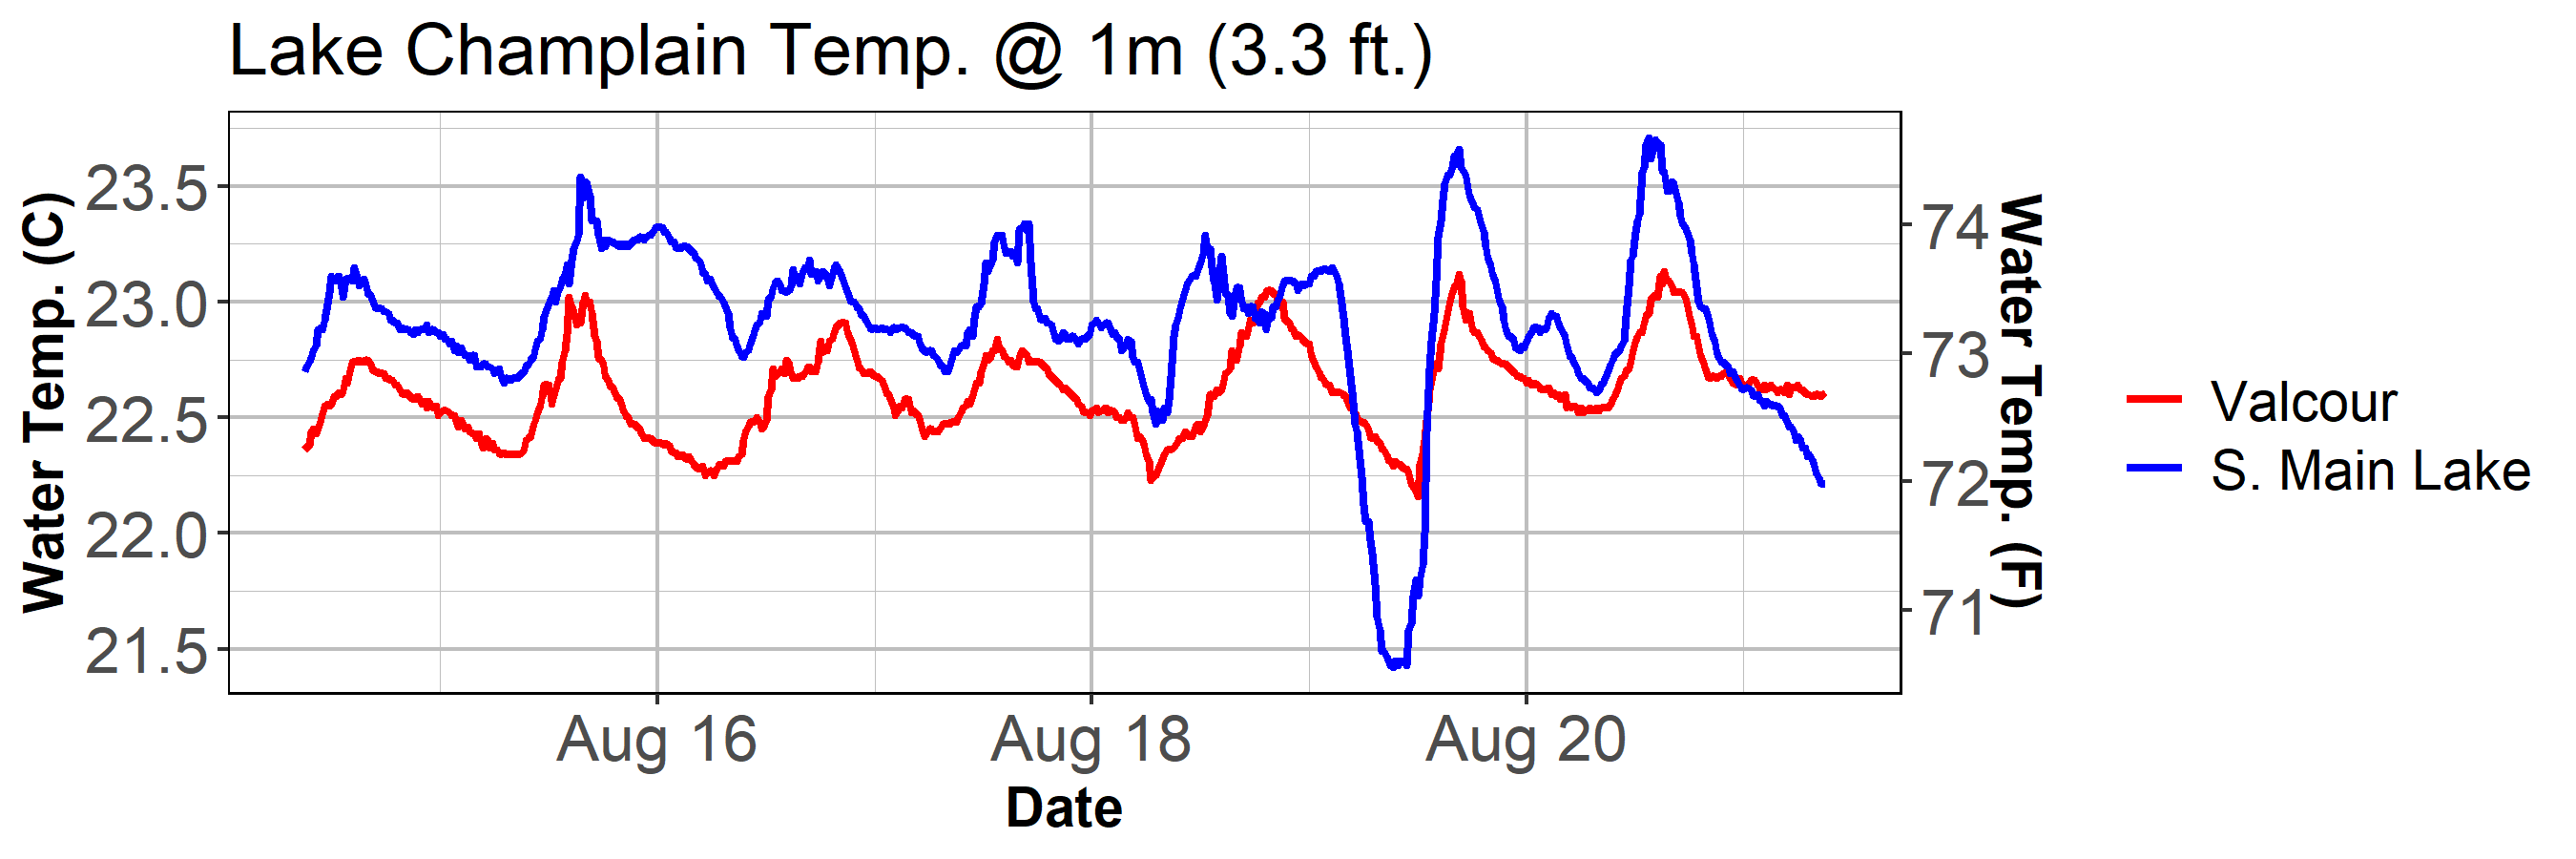 Lake Champlain Temp. @ 1m (3.3 ft.)
Water Temp. (C)
23.5
23.0
22.5
22.0
21.5
74
73
72
71
Water Temp. (F)
Aug 16
Aug 18
Aug 20
Date
Valcour
S. Main Lake